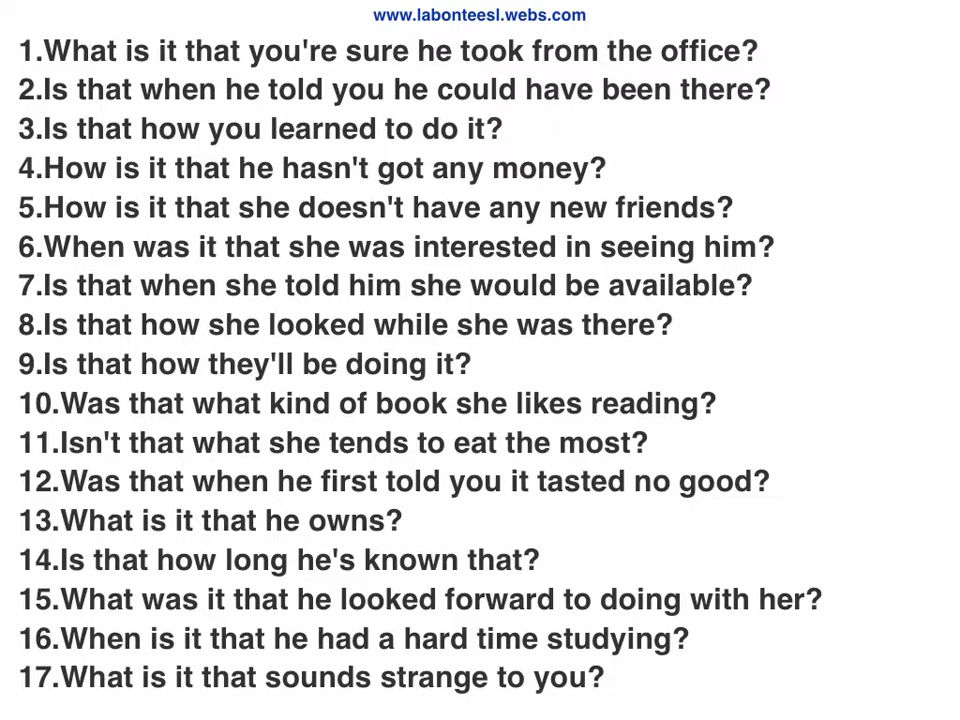 www.labonteesl.webs.com
1.What is it that you're sure he took from the office?
2.Is that when he told you he could have been there?
3.Is that how you learned to do it?
4.How is it that he hasn't got any money?
5.How is it that she doesn't have any new friends?
6.When was it that she was interested in seeing him?
7.Is that when she told him she would be available?
8.Is that how she looked while she was there?
9.Is that how they'll be doing it?
10.Was that what kind of book she likes reading?
11.Isn't that what she tends to eat the most?
12.Was that when he first told you it tasted no good?
13.What is it that he owns?
14.Is that how long he's known that?
15.What was it that he looked forward to doing with her?
16.When is it that he had a hard time studying?
17.What is it that sounds strange to you?